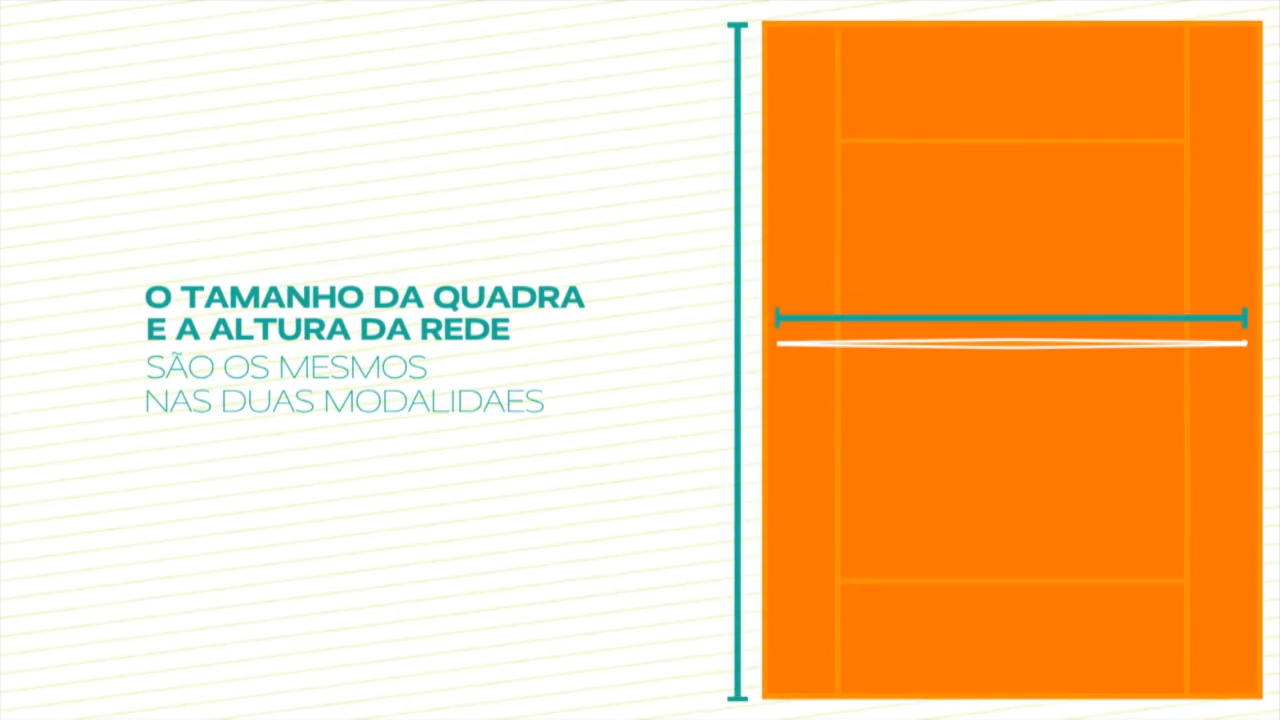 O TAMANHO DA QUADRA
E A ALTURA DA REDE
SÃO OS MESMOS
NAS DUAS MODALIDAES